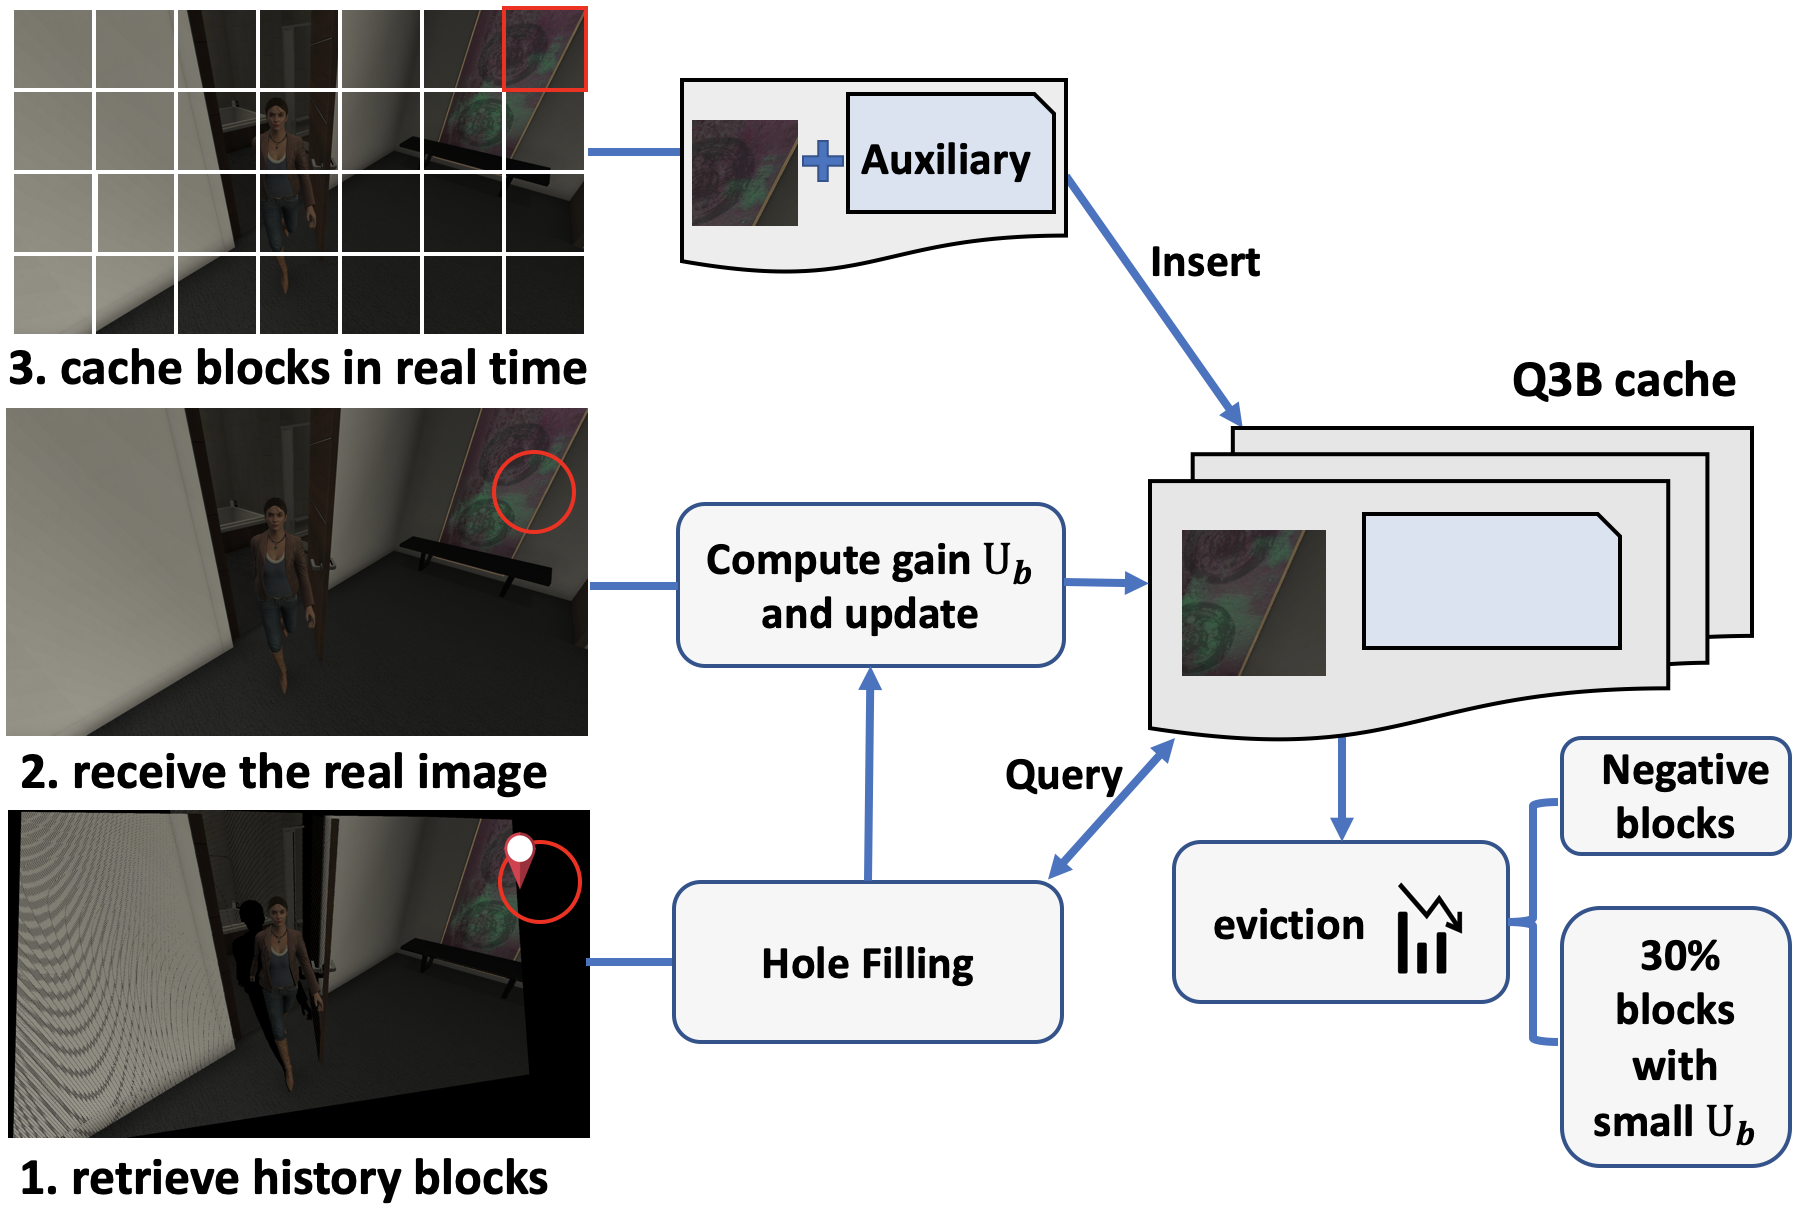 3. cache blocks in real time
Auxiliary
Insert
Q3B cache
2. receive the real image
Compute gain U_b
and update
Query
1. retrieve history blocks
Hole Filling
eviction
Negative
blocks
30%
blocks
with
small U_b